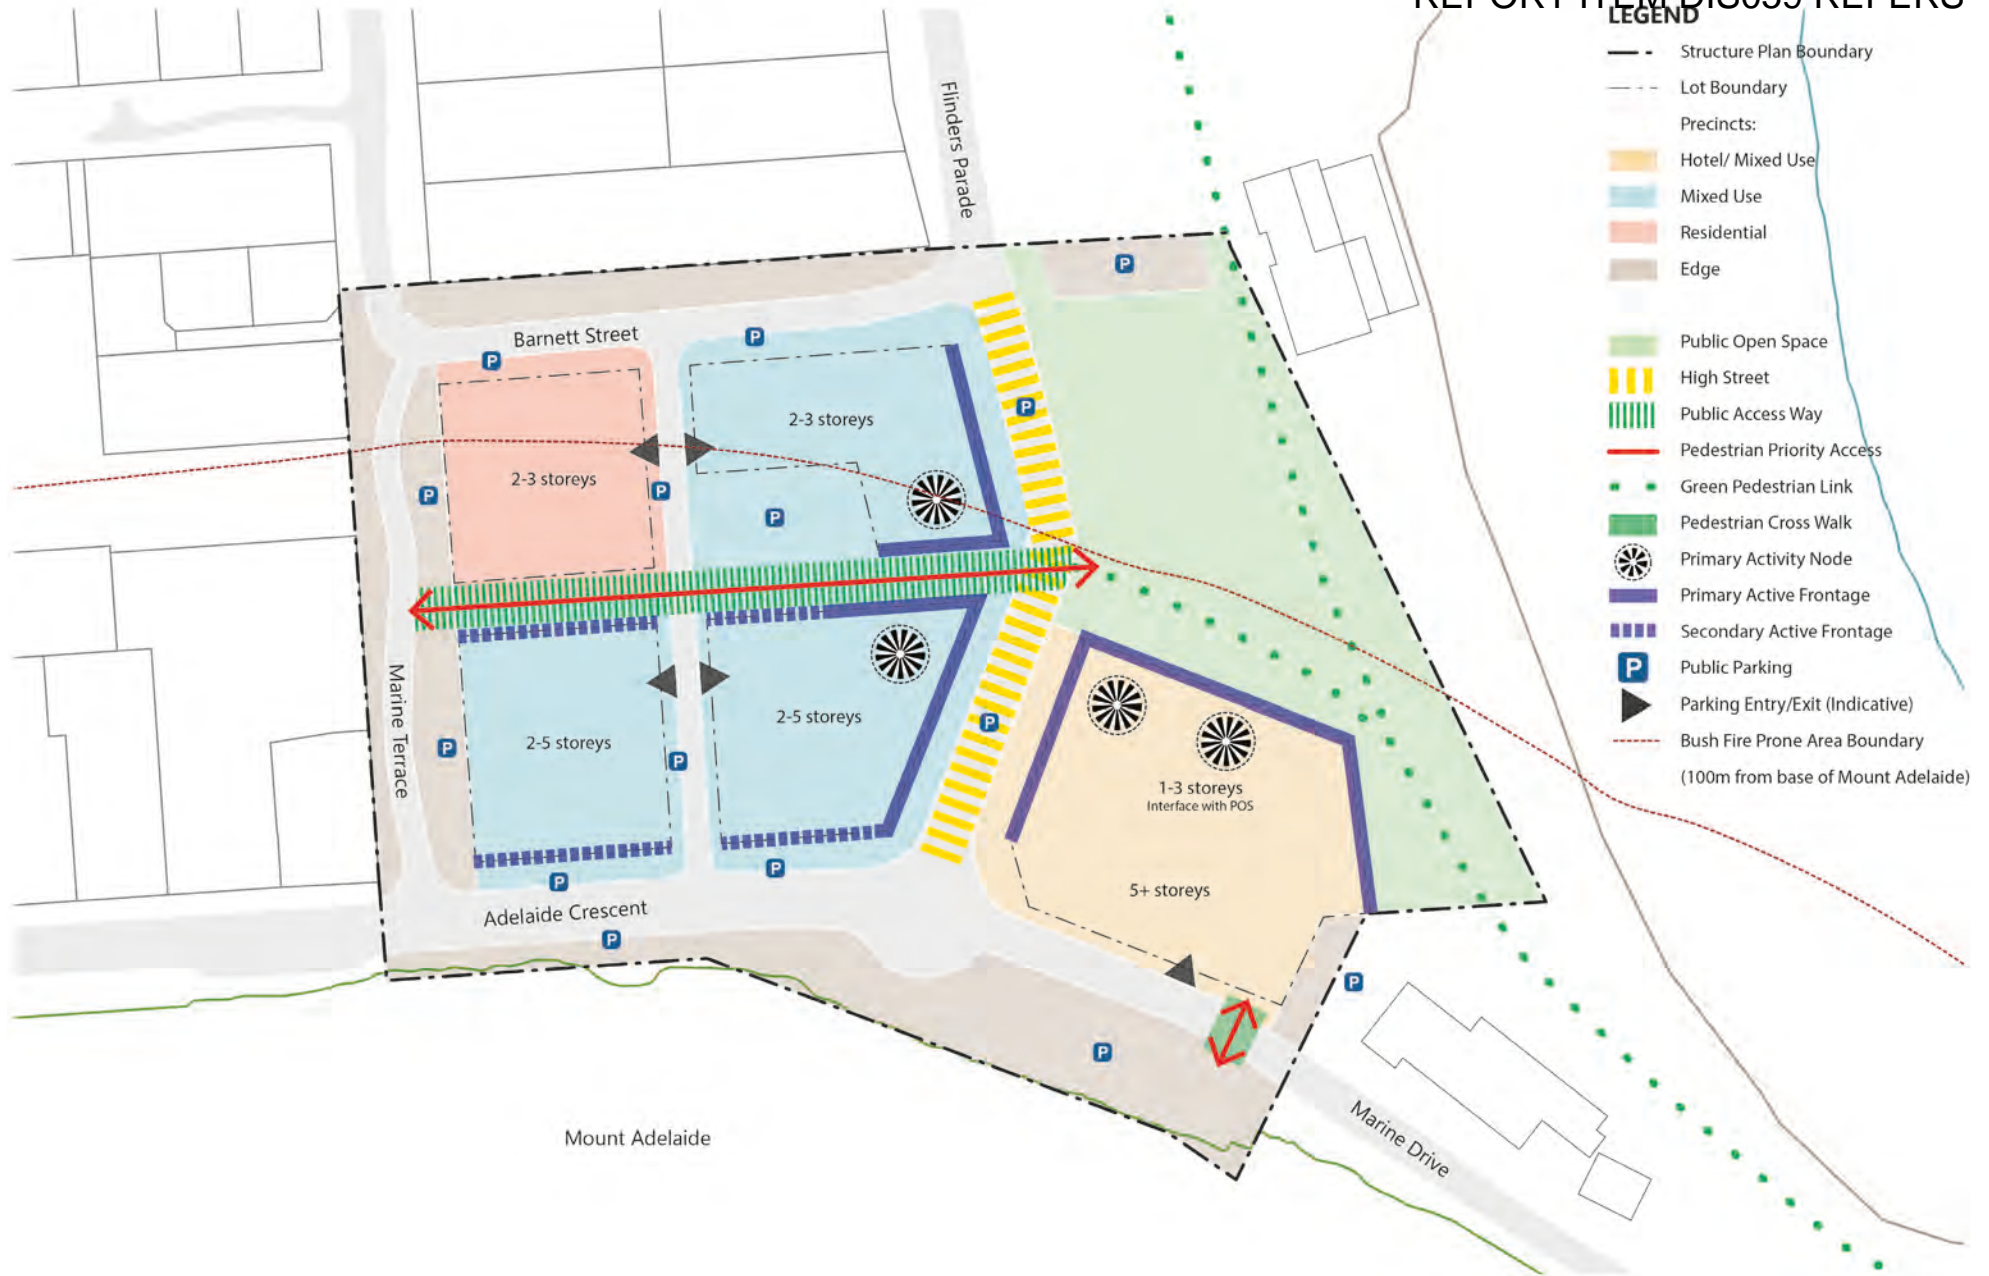 REPORT ITEM DIS059 REFERS
LEGEND
Structure Plan Boundary
Lot Boundary
Precincts:
Hotel/ Mixed Use
Mixed Use
Residential
Edge
Public Open Space
High Street
Public Access Way
Pedestrian Priority Access
Green Pedestrian Link
Pedestrian Cross Walk
Primary Activity Node
Primary Active Frontage
Secondary Active Frontage
P
Public Parking
Parking Entry/Exit (Indicative)
Bush Fire Prone Area Boundary
(100m from base of Mount Adelaide)
Flinders Parade
P
Barnett Street
P
P
P
2-3 storeys
2-3 storeys
P
P
P
Marine Terrace
2-5 storeys
2-5 storeys
P
P
P
1-3 storeys
Interface with POS
5+ storeys
P
P
Adelaide Crescent
P
P
P
Mount Adelaide
Marine Drive